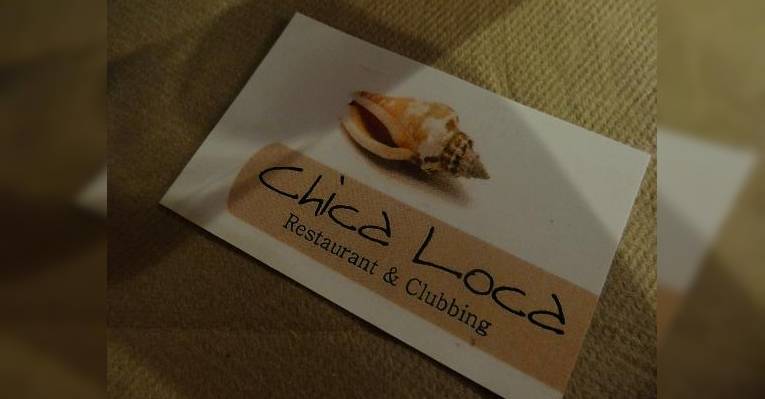 Chica Loca
Restaurant & Clubbing